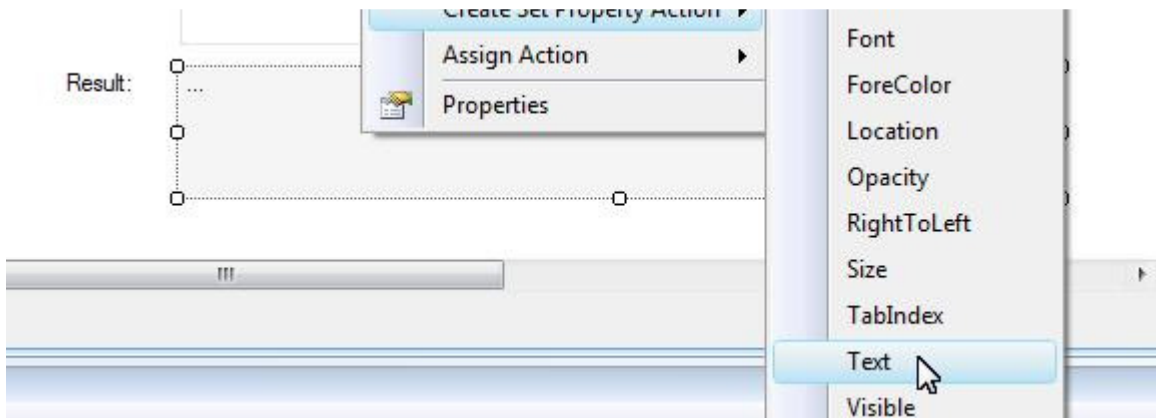 Create Set Property Action
Assign Action
Properties
Result:
...
Font
ForeColor
Location
Opacity
RightToLeft
Size
TabIndex
Text
Visible